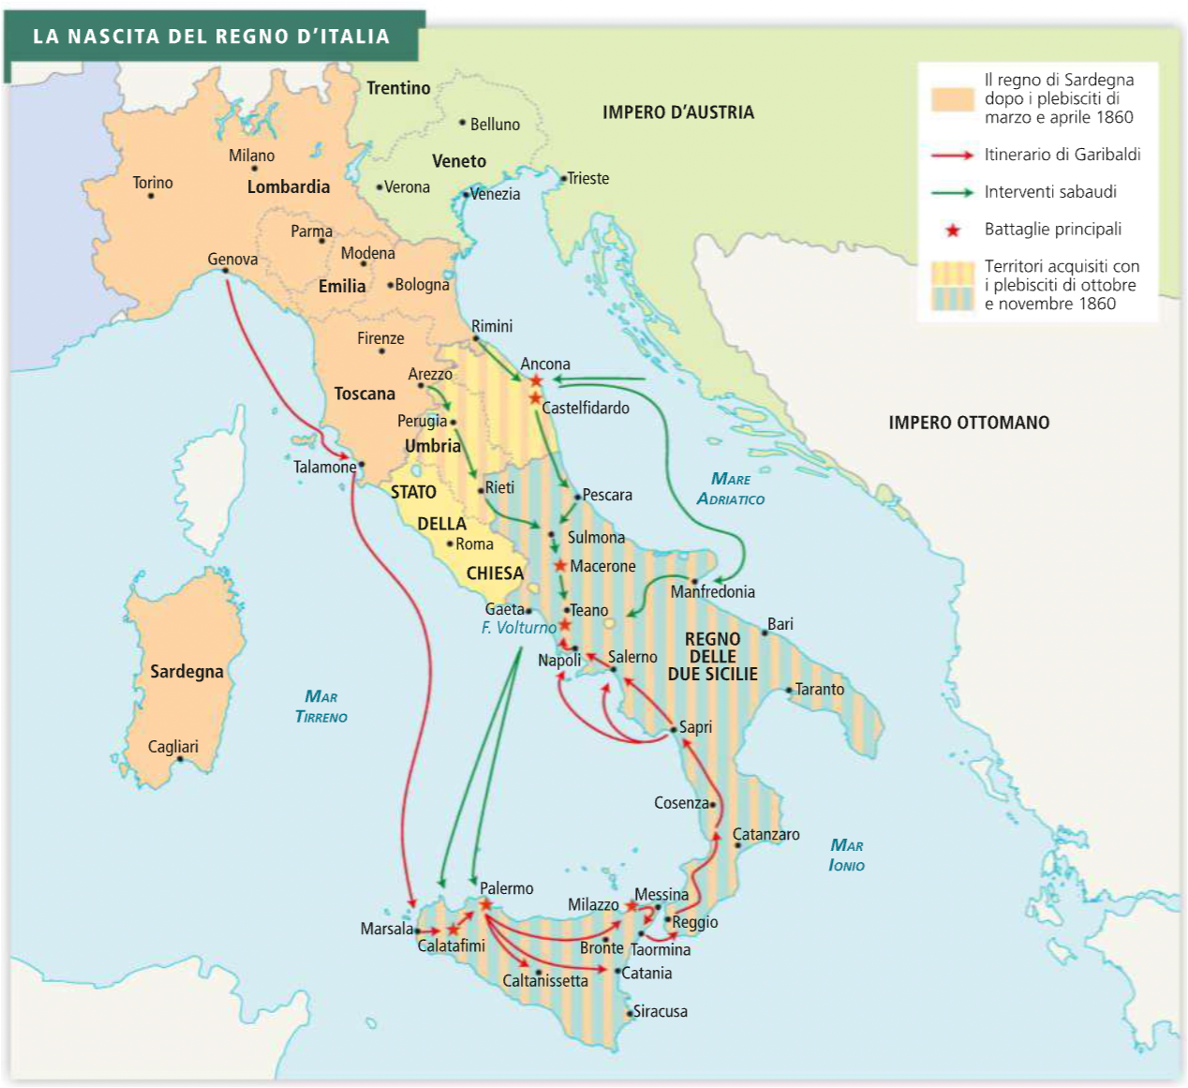 LA NASCITA DEL REGNO D'ITALIA
Il regno di Sardegna
dopo i plebisciti di
marzo e aprile 1860
Itinerario di Garibaldi
Interventi sabaudi
Battaglie principali
Territori acquisiti con
i plebisciti di ottobre
e novembre 1860
Trentino
IMPERO D'AUSTRIA
Belluno
Veneto
Milano
Torino
Lombardia
Verona
Venezia
Trieste
Parma
Modena
Genova
Emilia
Bologna
Rimini
Firenze
Ancona
Arezzo
Toscana
Castelfidardo
Perugia
Umbria
IMPERO OTTOMANO
Talamone
STATO
DELLA
CHIESA
Rieti
Pescara
MARE
ADRIATICO
Roma
Sulmona
Macerone
Manfredonia
Gaeta
Teano
F. Volturno
Bari
REGNO
DELLE
DUE SICILIE
Napoli
Salerno
Sardegna
Taranto
MAR
TIRRENO
Sapri
Cagliari
Cosenza
Catanzaro
MAR
IONIO
Palermo
Milazzo
Messina
Marsala
Calatafimi
Reggio
Bronte
Taormina
Caltanissetta
Catania
Siracusa